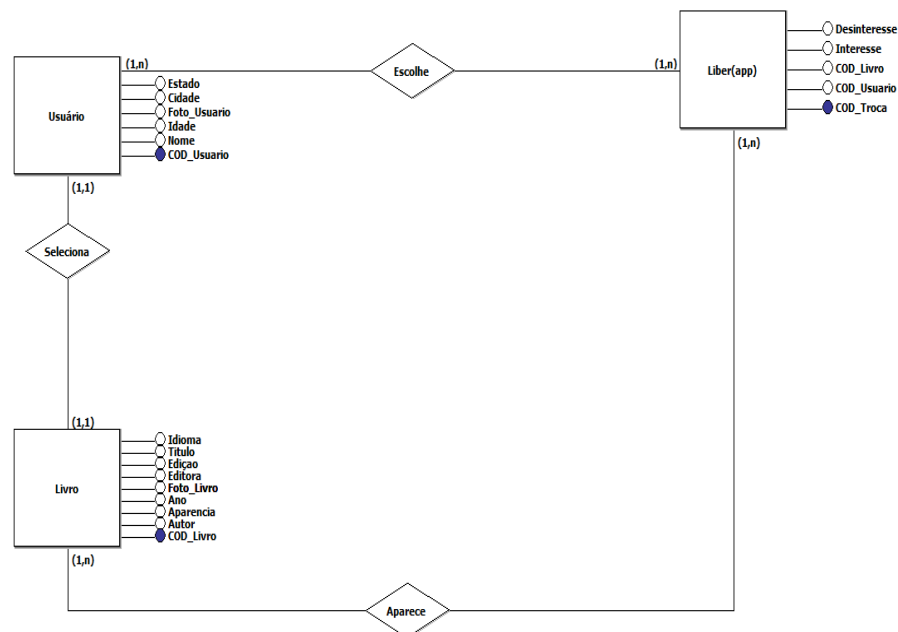 Desinteresse
Interesse
COD_Livro
COD_Usuario
COD_Troca
Liber(app)
(1,n)
(1,n)
Escolhe
(1,n)
Usuário
Estado
Cidade
Foto_Usuario
Idade
Nome
COD_Usuario
(1,1)
Seleciona
(1,1)
Livro
Idioma
Titulo
Ediçao
Editora
Foto_Livro
Ano
Aparencia
Autor
COD_Livro
(1,n)
Aparece